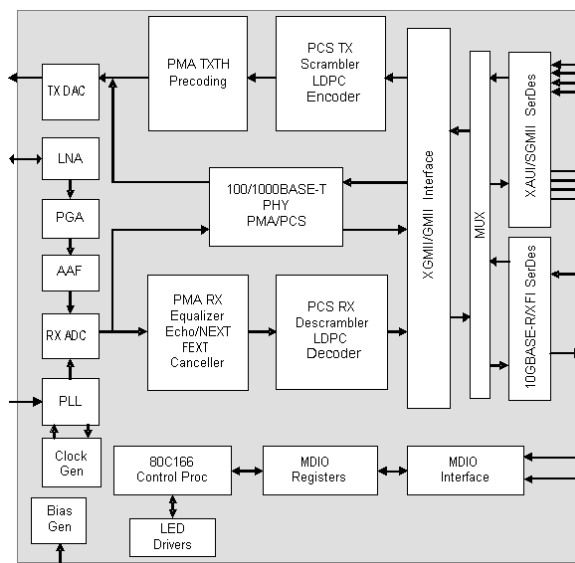 TX DAC
PMA TXTH
Precoding
PCS TX
Scrambler
LDPC
Encoder
XGMII/GMII Interface
MUX
XAUI/SGMII SerDes
LNA
PGA
AAF
RX ADC
100/1000BASE-T
PHY
PMA/PCS
PMA RX
Equalizer
Echo/NEXT
FEXT
Canceller
PCS RX
Descrambler
LDPC
Decoder
10GBASE-R/XFI SerDes
PLL
Clock
Gen
Bias
Gen
80C166
Control Proc
LED
Drivers
MDIO
Registers
MDIO
Interface